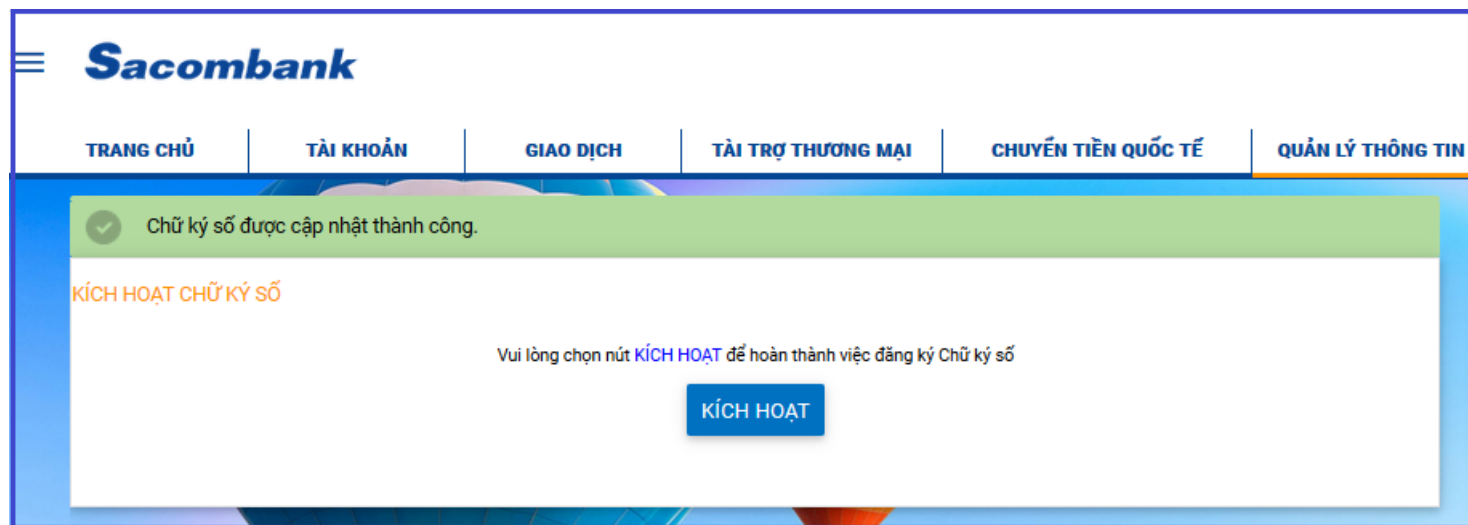 Sacombank
TRANG CHỦ TÀI KHOẢN GIAO DỊCH TÀI TRỢ THƯƠNG MẠI CHUYỂN TIỀN QUỐC TẾ QUẢN LÝ THÔNG TIN
Chữ ký số được cập nhật thành công.
KÍCH HOẠT CHỮ KÝ SỐ
Vui lòng chọn nút KÍCH HOẠT để hoàn thành việc đăng ký Chữ ký số
KÍCH HOẠT